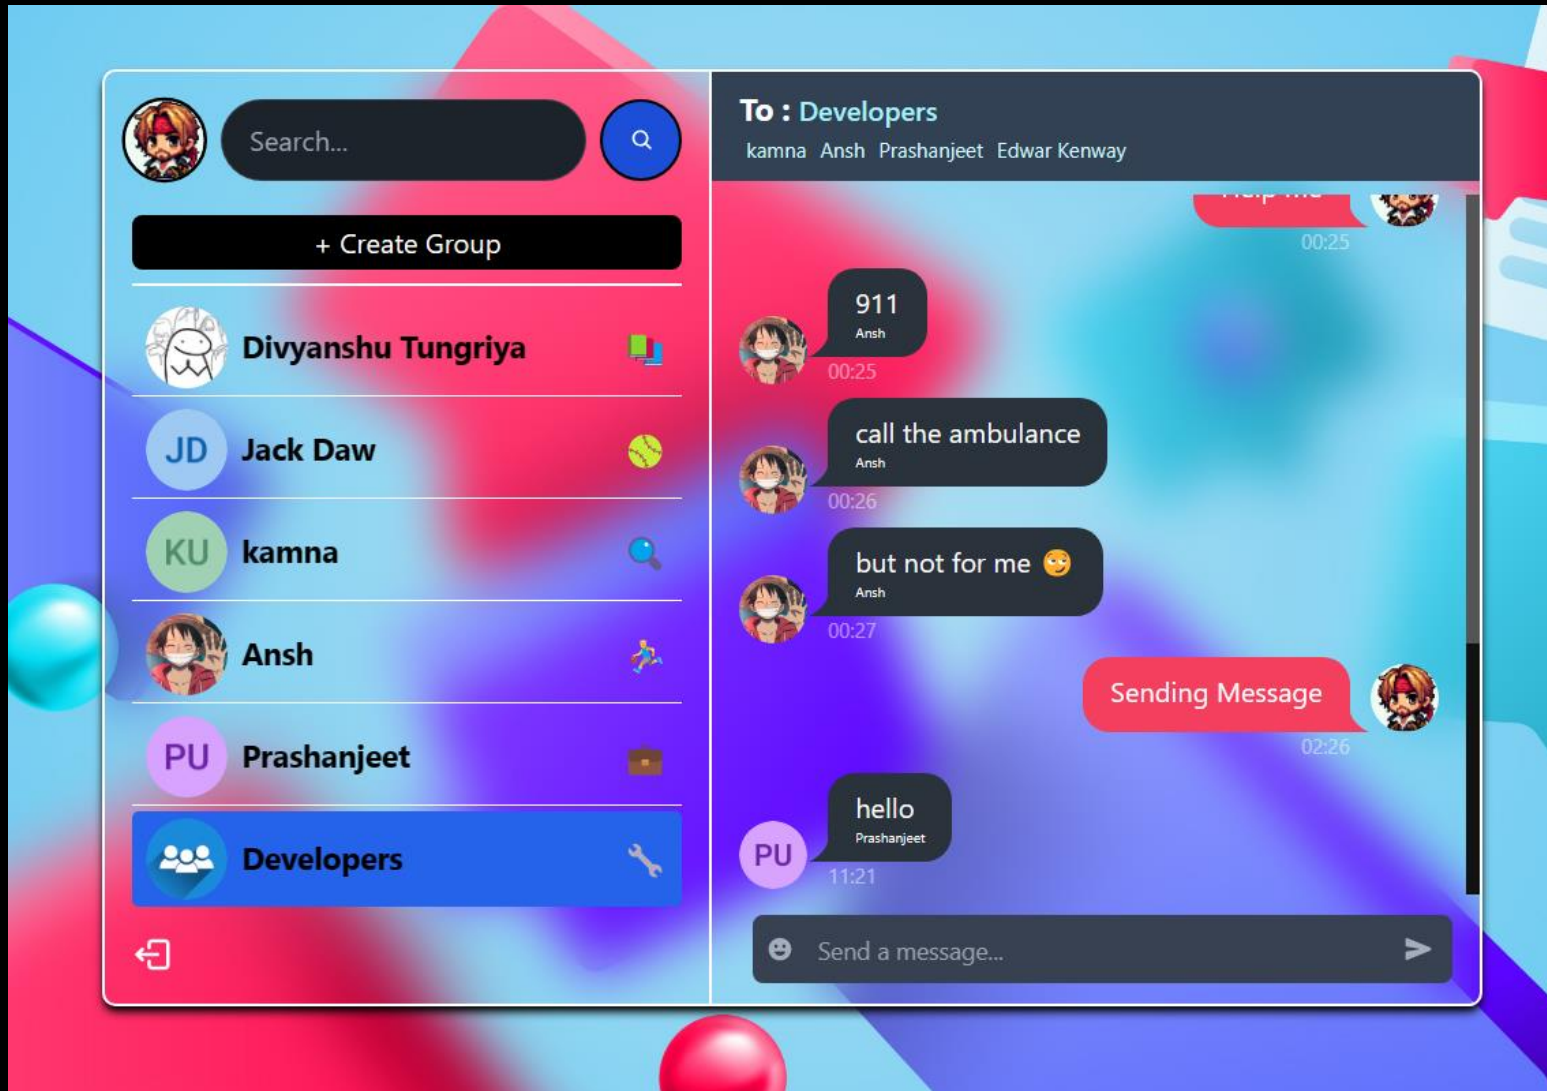 Search...
+ Create Group
Divyanshu Tungriya
JD
Jack Daw
KU
kamna
Ansh
PU
Prashanjeet
Developers
To : Developers
kamna Ansh Prashanjeet Edwar Kenway
Help me
00:25
911
Ansh
00:25
call the ambulance
Ansh
00:26
but not for me 🙄
Ansh
00:27
Sending Message
02:26
hello
Prashanjeet
PU
11:21
Send a message...